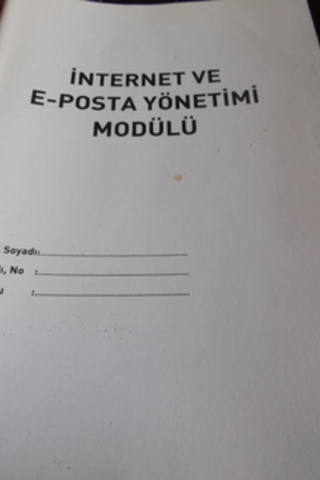 İNTERNET VE
E-POSTA YÖNETİMİ
MODÜLÜ
Soyadı:
No :
: